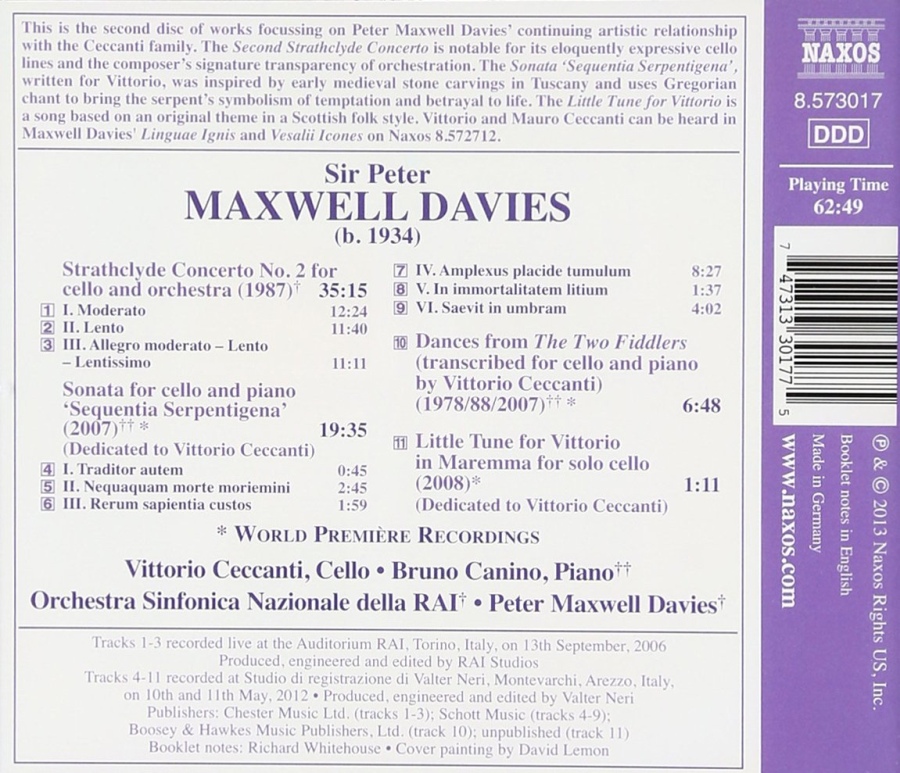 This is the second disc of works focussing on Peter Maxwell Davies' continuing artistic relationship
with the Ceccanti family. The Second Strathclyde Concerto is notable for its eloquently expressive cello
lines and the composer's signature transparency of orchestration. The Sonata 'Sequentia Serpentigena',
written for Vittorio, was inspired by early medieval stone carvings in Tuscany and uses Gregorian
chant to bring the serpent's symbolism of temptation and betrayal to life. The Little Tune for Vittorio is
a song based on an original theme in a Scottish folk style. Vittorio and Mauro Ceccanti can be heard in
Maxwell Davies' Linguae Ignis and Vesalii Icones on Naxos 8.572712.
Sir Peter
MAXWELL DAVIES
(b. 1934)
Strathclyde Concerto No. 2 for
cello and orchestra (1987)† 35:15
1 I. Moderato 12:24
2 II. Lento 11:40
3 III. Allegro moderato – Lento
– Lentissimo 11:11
Sonata for cello and piano
'Sequentia Serpentigena'
(2007)†† * 19:35
(Dedicated to Vittorio Ceccanti)
4 I. Traditor autem 0:45
5 II. Nequaquam morte moriemini 2:45
6 III. Rerum sapientia custos 1:59
7 IV. Amplexus placide tumulum 8:27
8 V. In immortalitatem litium 1:37
9 VI. Saevit in umbram 4:02
10 Dances from The Two Fiddlers
(transcribed for cello and piano
by Vittorio Ceccanti)
(1978/88/2007)†† * 6:48
11 Little Tune for Vittorio
in Maremma for solo cello
(2008)* 1:11
(Dedicated to Vittorio Ceccanti)
* WORLD PREMIÈRE RECORDINGS
Vittorio Ceccanti, Cello • Bruno Canino, Piano††
Orchestra Sinfonica Nazionale della RAI† • Peter Maxwell Davies†
Tracks 1-3 recorded live at the Auditorium RAI, Torino, Italy, on 13th September, 2006
Produced, engineered and edited by RAI Studios
Tracks 4-11 recorded at Studio di registrazione di Valter Neri, Montevarchi, Arezzo, Italy,
on 10th and 11th May, 2012 • Produced, engineered and edited by Valter Neri
Publishers: Chester Music Ltd. (tracks 1-3); Schott Music (tracks 4-9);
Boosey & Hawkes Music Publishers, Ltd. (track 10); unpublished (track 11)
Booklet notes: Richard Whitehouse • Cover painting by David Lemon
NAXOS
8.573017
DDD
Playing Time
62:49
7 47313 30177 5
℗ & © 2013 Naxos Rights US, Inc.
Booklet notes in English
Made in Germany
www.naxos.com